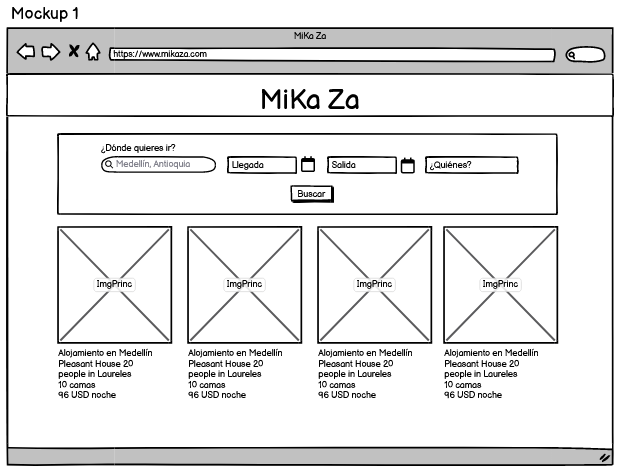 Mockup 1
MiKa Za
https://www.mikaza.com
MiKa Za
¿Dónde quieres ir?
Medellín, Antioquia
Llegada
Salida
¿Quiénes?
Buscar
ImgPrinc
ImgPrinc
ImgPrinc
ImgPrinc
Alojamiento en Medellín
Pleasant House 20
people in Laureles
10 camas
96 USD noche
Alojamiento en Medellín
Pleasant House 20
people in Laureles
10 camas
96 USD noche
Alojamiento en Medellín
Pleasant House 20
people in Laureles
10 camas
96 USD noche
Alojamiento en Medellín
Pleasant House 20
people in Laureles
10 camas
96 USD noche